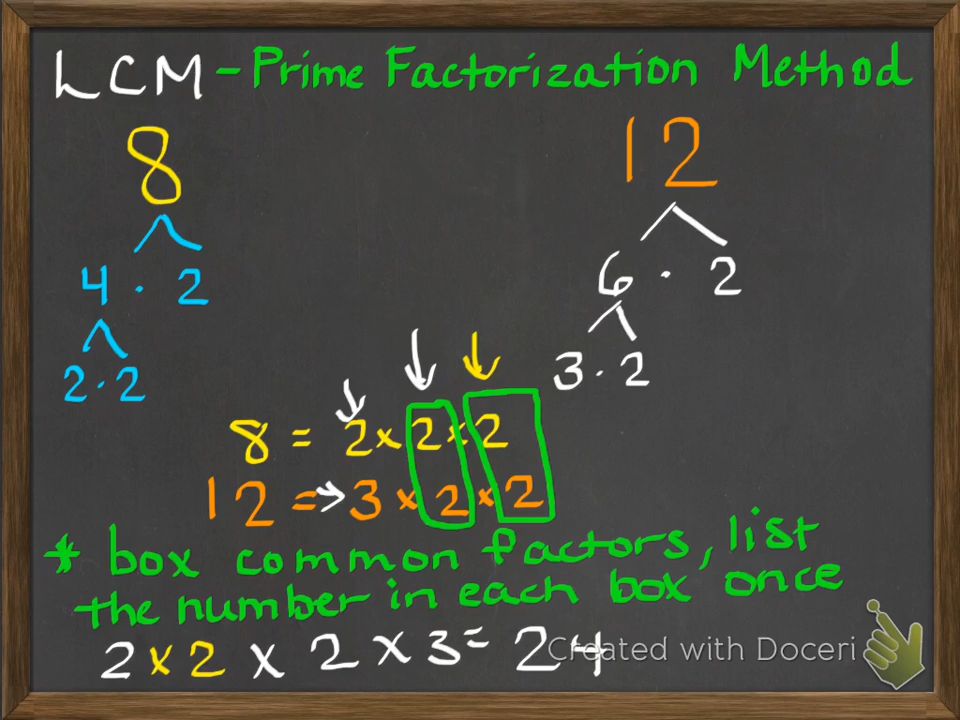 LCM - Prime Factorization Method
8 12
4 · 2 6 · 2
2 · 2 3 · 2
8 = 2 x 2 x 2
12 = → 3 x 2 x 2
* box common factors, list
the number in each box once
2 x 2 x 2 x 3 = 24
Created with Doceri